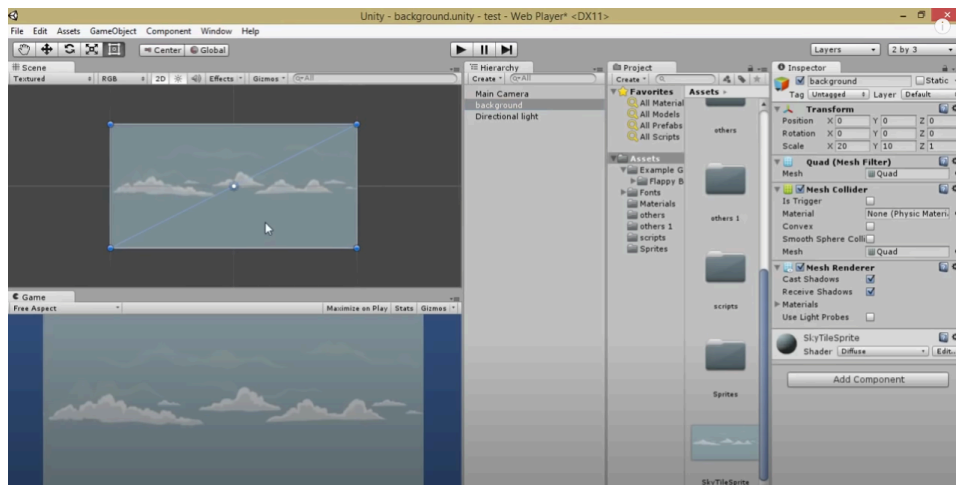 Unity - background.unity - test - Web Player* <DX11>
File Edit Assets GameObject Component Window Help
Center Global Layers 2 by 3
Scene
Textured RGB 2D Effects Gizmos All
Game
Free Aspect Maximize on Play Stats Gizmos
Hierarchy
Create All
Main Camera
background
Directional light
Project
Create
Favorites
All Material
All Models
All Prefabs
All Scripts
Assets
Example G
Flappy B
Fonts
Materials
others
others 1
scripts
Sprites
Assets
others
others 1
scripts
Sprites
SkyTileSprite
Inspector
background Static
Tag Untagged Layer Default
Transform
Position X 0 Y 0 Z 0
Rotation X 0 Y 0 Z 0
Scale X 20 Y 10 Z 1
Quad (Mesh Filter)
Mesh Quad
Mesh Collider
Is Trigger
Material None (Physic Materi
Convex
Smooth Sphere Colli
Mesh Quad
Mesh Renderer
Cast Shadows
Receive Shadows
Materials
Use Light Probes
SkyTileSprite
Shader Diffuse Edit..
Add Component